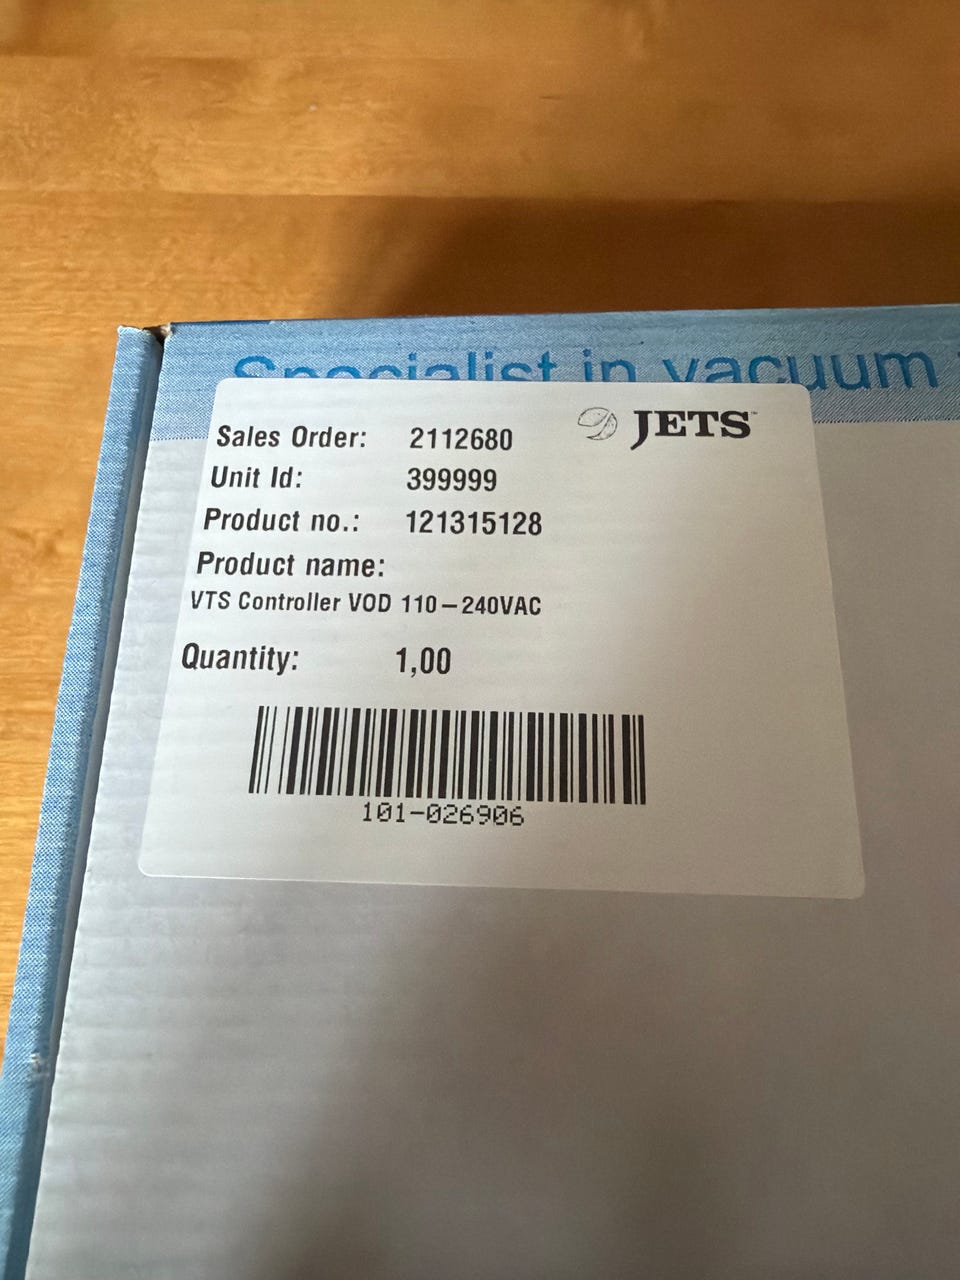 Specialist in vacuum
JETS™
Sales Order: 2112680
Unit Id: 399999
Product no.: 121315128
Product name:
VTS Controller VOD 110-240VAC
Quantity: 1,00
101-026906